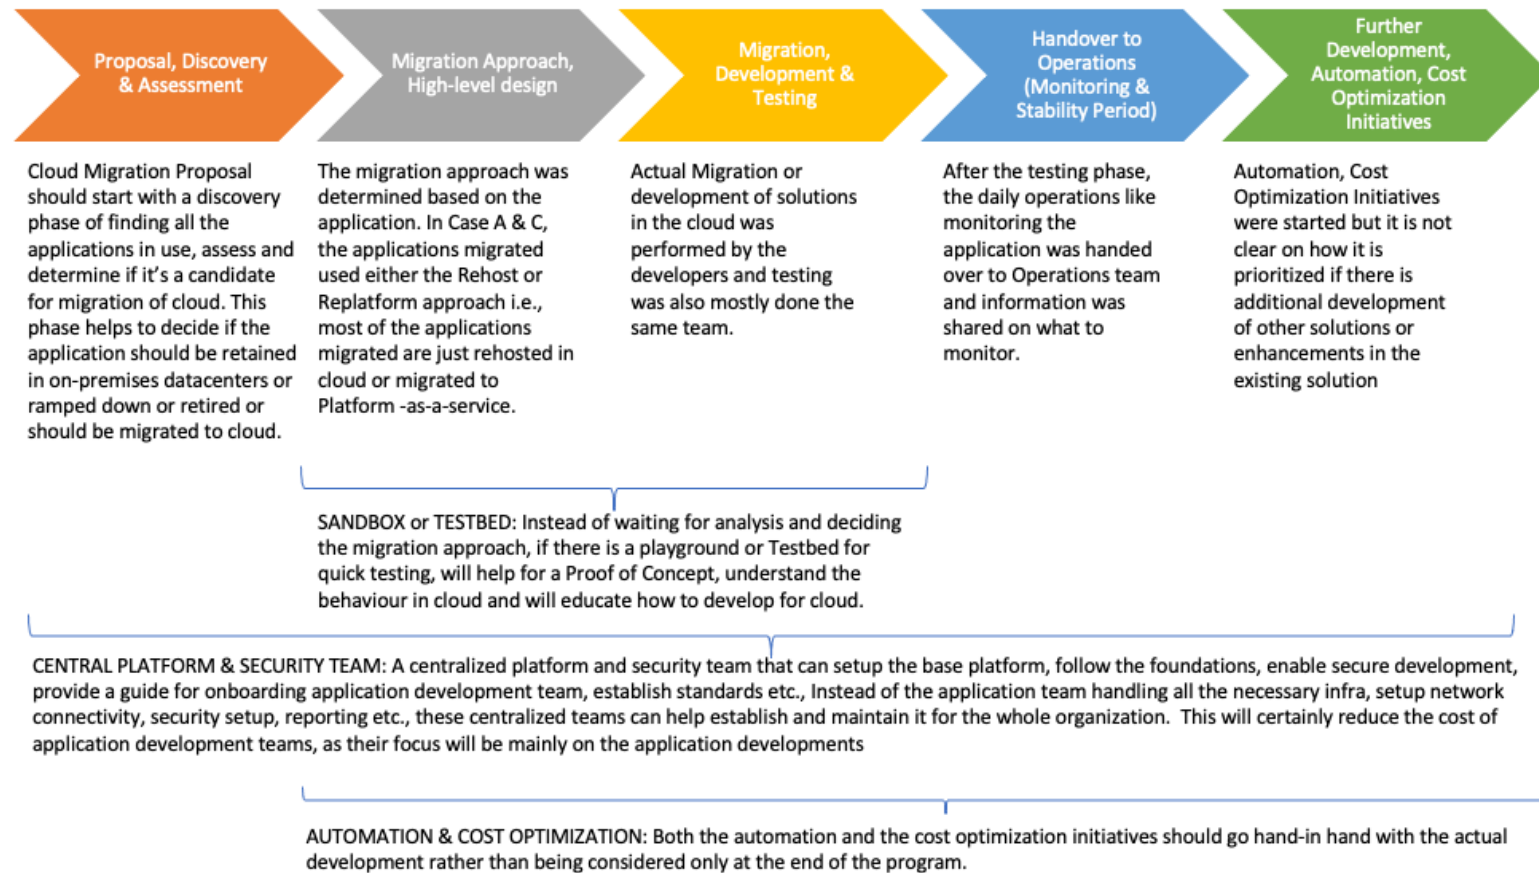 Proposal, Discovery
& Assessment
Migration Approach,
High-level design
Migration,
Development &
Testing
Handover to
Operations
(Monitoring &
Stability Period)
Further
Development,
Automation, Cost
Optimization
Initiatives
Cloud Migration Proposal
should start with a discovery
phase of finding all the
applications in use, assess and
determine if it's a candidate
for migration of cloud. This
phase helps to decide if the
application should be retained
in on-premises datacenters or
ramped down or retired or
should be migrated to cloud.
The migration approach was
determined based on the
application. In Case A & C,
the applications migrated
used either the Rehost or
Replatform approach i.e.,
most of the applications
migrated are just rehosted in
cloud or migrated to
Platform -as-a-service.
Actual Migration or
development of solutions
in the cloud was
performed by the
developers and testing
was also mostly done the
same team.
After the testing phase,
the daily operations like
monitoring the
application was handed
over to Operations team
and information was
shared on what to
monitor.
Automation, Cost
Optimization Initiatives
were started but it is not
clear on how it is
prioritized if there is
additional development
of other solutions or
enhancements in the
existing solution
SANDBOX or TESTBED: Instead of waiting for analysis and deciding
the migration approach, if there is a playground or Testbed for
quick testing, will help for a Proof of Concept, understand the
behaviour in cloud and will educate how to develop for cloud.
CENTRAL PLATFORM & SECURITY TEAM: A centralized platform and security team that can setup the base platform, follow the foundations, enable secure development,
provide a guide for onboarding application development team, establish standards etc., Instead of the application team handling all the necessary infra, setup network
connectivity, security setup, reporting etc., these centralized teams can help establish and maintain it for the whole organization.  This will certainly reduce the cost of
application development teams, as their focus will be mainly on the application developments
AUTOMATION & COST OPTIMIZATION: Both the automation and the cost optimization initiatives should go hand-in hand with the actual
development rather than being considered only at the end of the program.